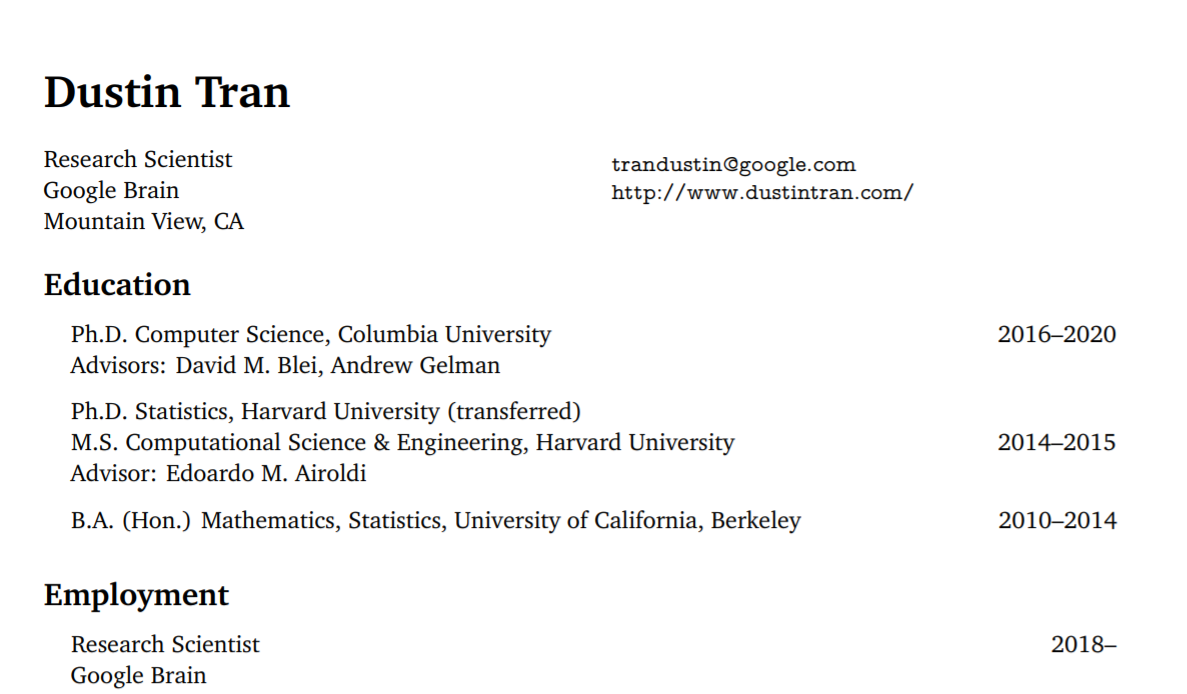 Dustin Tran
Research Scientist
Google Brain
Mountain View, CA
trandustin@google.com
http://www.dustintran.com/
Education
Ph.D. Computer Science, Columbia University 2016–2020
Advisors: David M. Blei, Andrew Gelman
Ph.D. Statistics, Harvard University (transferred)
M.S. Computational Science & Engineering, Harvard University 2014–2015
Advisor: Edoardo M. Airoldi
B.A. (Hon.) Mathematics, Statistics, University of California, Berkeley 2010–2014
Employment
Research Scientist 2018–
Google Brain